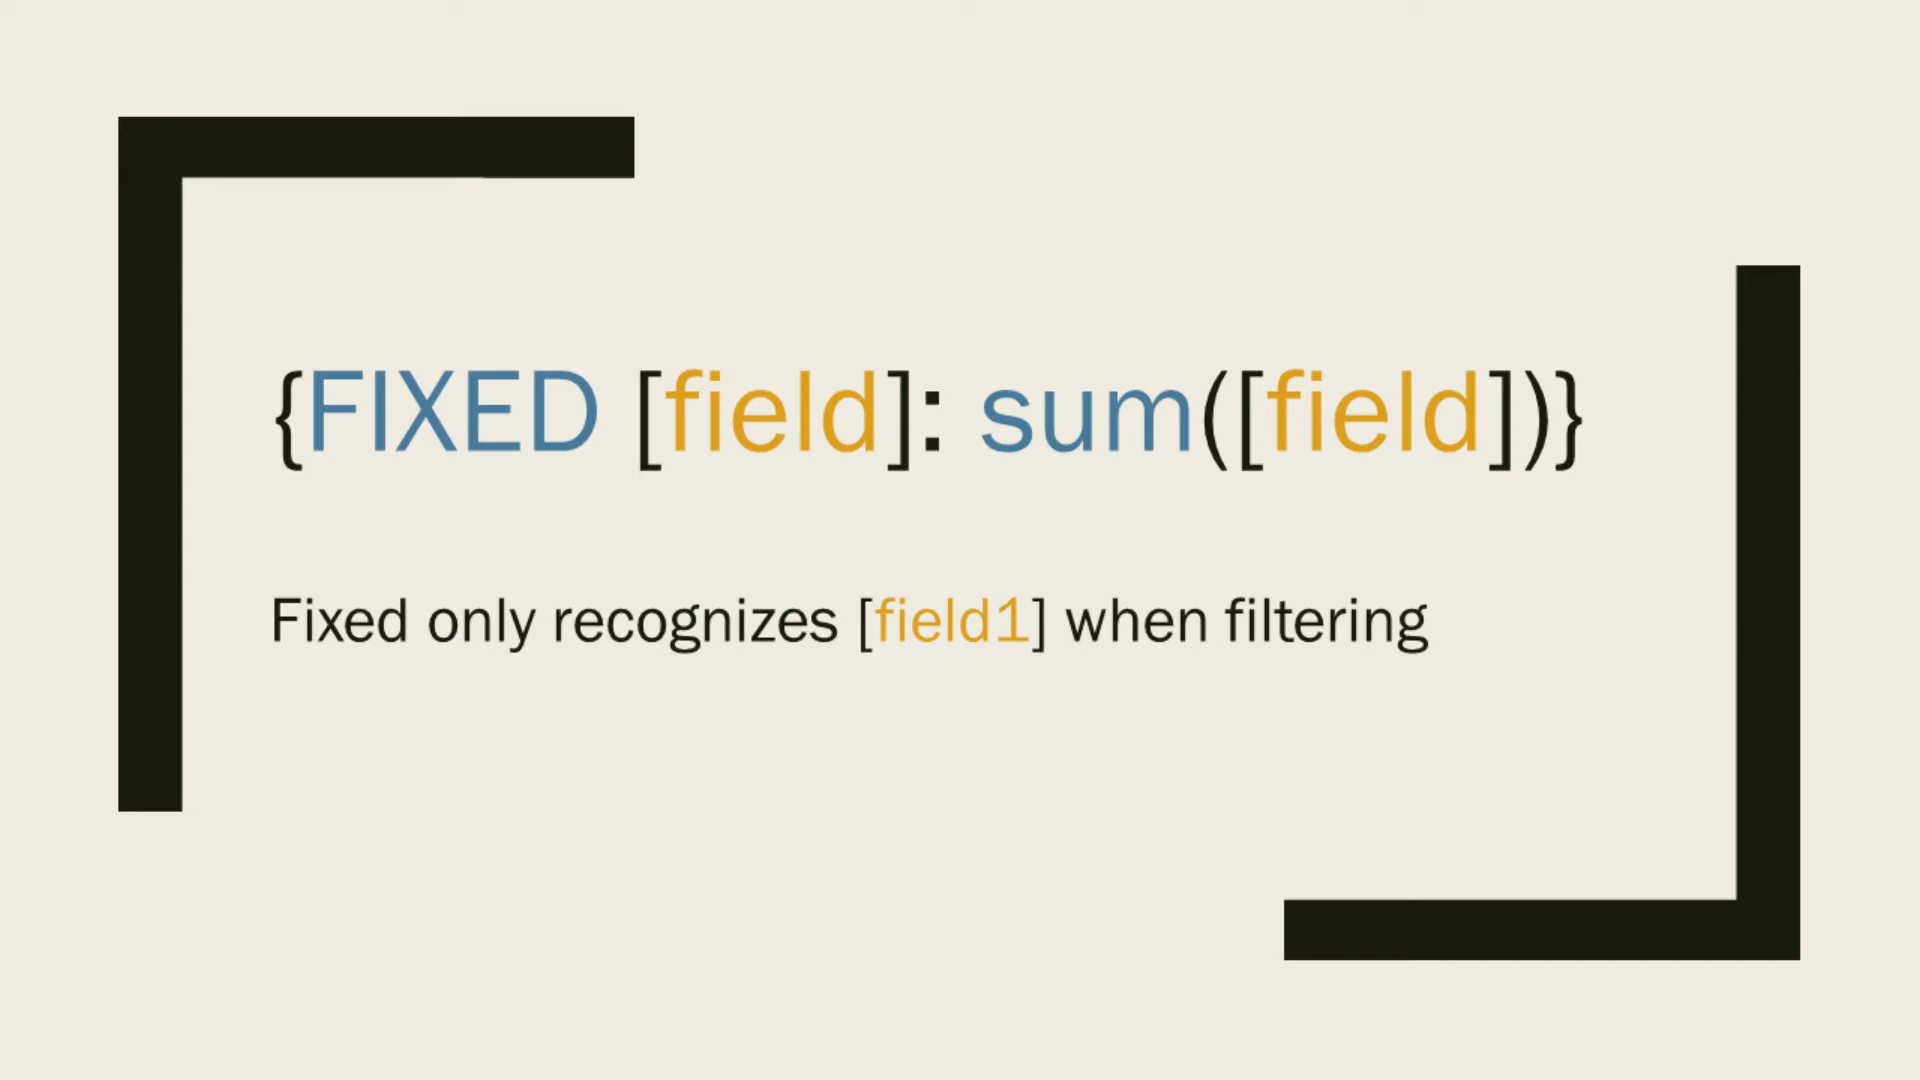 {FIXED [field]: sum([field])}
Fixed only recognizes [field1] when filtering